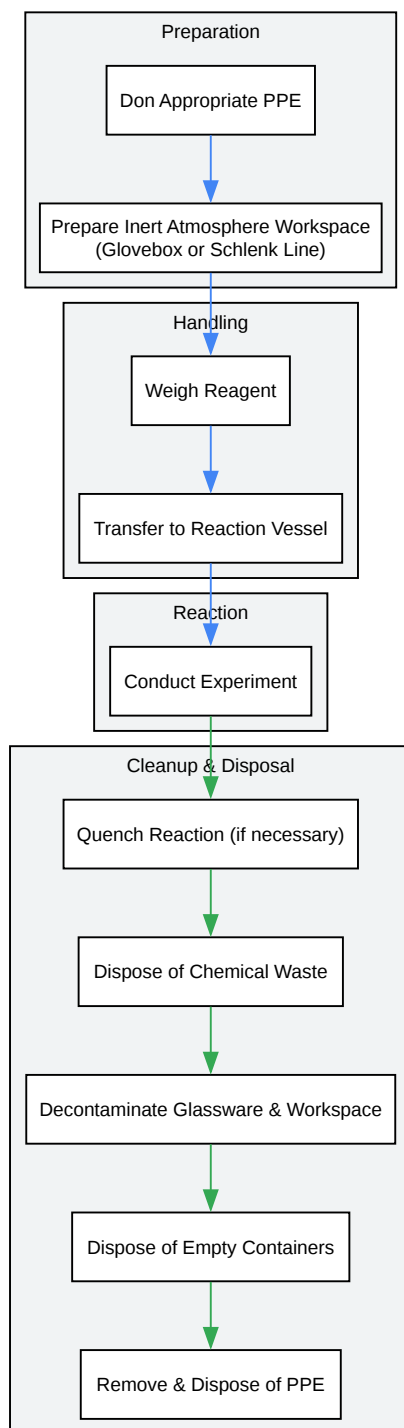 Preparation
Don Appropriate PPE
Prepare Inert Atmosphere Workspace
(Glovebox or Schlenk Line)
Handling
Weigh Reagent
Transfer to Reaction Vessel
Reaction
Conduct Experiment
Cleanup & Disposal
Quench Reaction (if necessary)
Dispose of Chemical Waste
Decontaminate Glassware & Workspace
Dispose of Empty Containers
Remove & Dispose of PPE